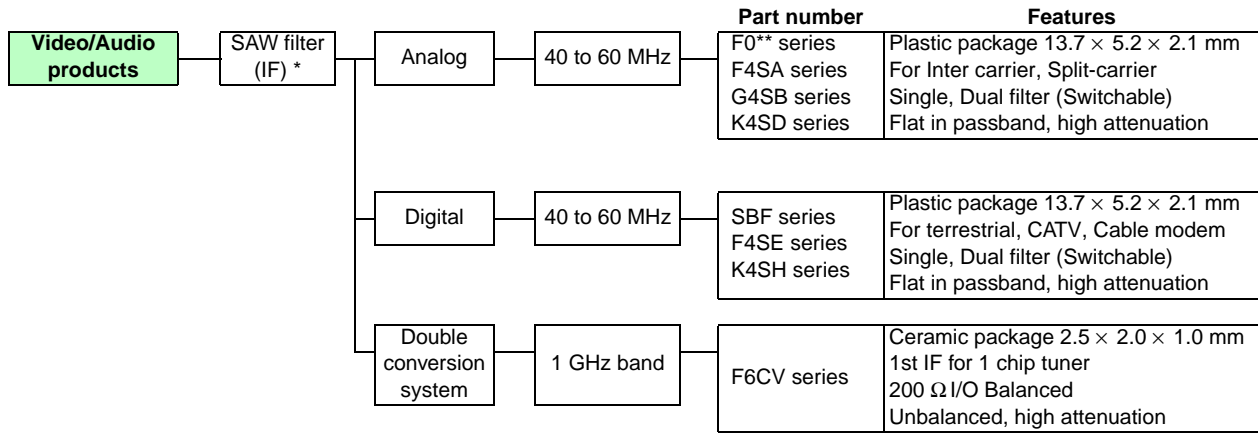 Part number
Features
Video/Audio
products
SAW filter
(IF) *
Analog
40 to 60 MHz
F0** series
F4SA series
G4SB series
K4SD series
Plastic package 13.7 × 5.2 × 2.1 mm
For Inter carrier, Split-carrier
Single, Dual filter (Switchable)
Flat in passband, high attenuation
Digital
40 to 60 MHz
SBF series
F4SE series
K4SH series
Plastic package 13.7 × 5.2 × 2.1 mm
For terrestrial, CATV, Cable modem
Single, Dual filter (Switchable)
Flat in passband, high attenuation
Double
conversion
system
1 GHz band
F6CV series
Ceramic package 2.5 × 2.0 × 1.0 mm
1st IF for 1 chip tuner
200 Ω I/O Balanced
Unbalanced, high attenuation